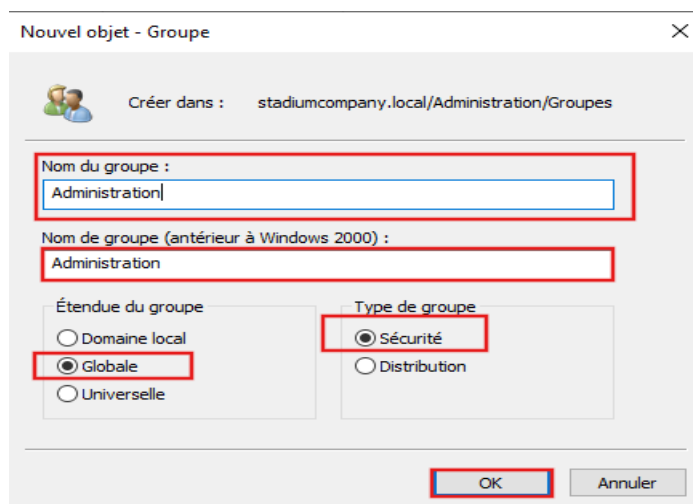 Nouvel objet - Groupe
Créer dans : stadiumcompany.local/Administration/Groupes
Nom du groupe :
Administration
Nom de groupe (antérieur à Windows 2000) :
Administration
Étendue du groupe
Domaine local
Globale
Universelle
Type de groupe
Sécurité
Distribution
OK Annuler